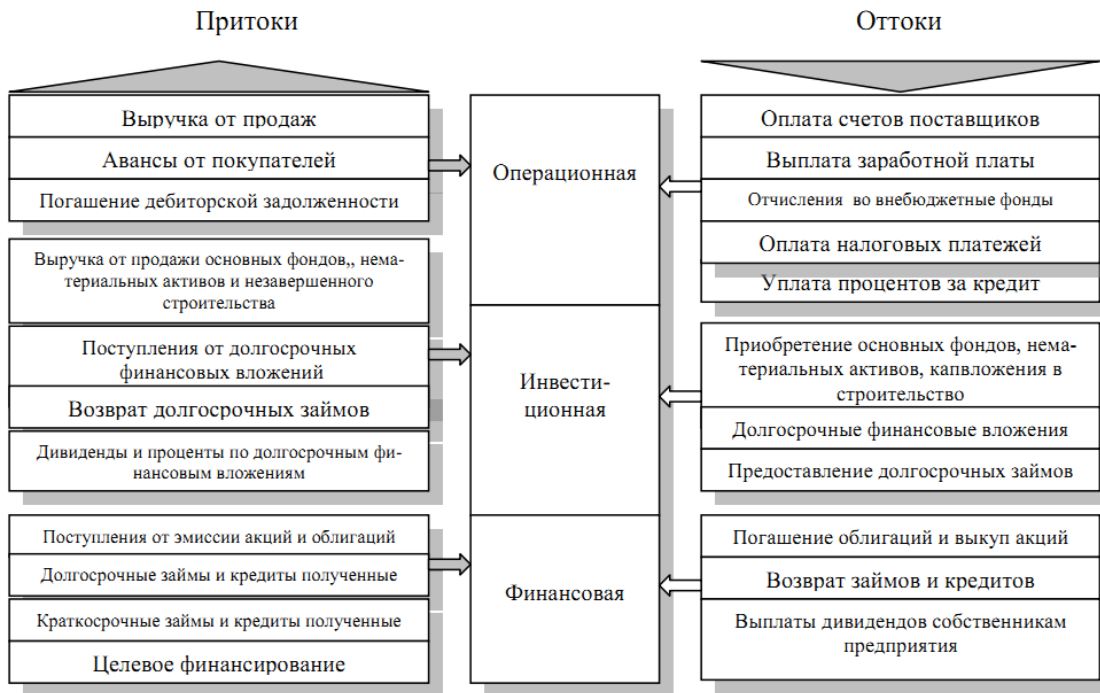 Притоки
Оттоки
Выручка от продаж
Авансы от покупателей
Погашение дебиторской задолженности
Выручка от продажи основных фондов,, нема-
териальных активов и незавершенного
строительства
Поступления от долгосрочных
финансовых вложений
Возврат долгосрочных займов
Дивиденды и проценты по долгосрочным фи-
нансовым вложениям
Поступления от эмиссии акций и облигаций
Долгосрочные займы и кредиты полученные
Краткосрочные займы и кредиты полученные
Целевое финансирование
Операционная
Инвести-
ционная
Финансовая
Оплата счетов поставщиков
Выплата заработной платы
Отчисления во внебюджетные фонды
Оплата налоговых платежей
Уплата процентов за кредит
Приобретение основных фондов, нема-
териальных активов, капвложения в
строительство
Долгосрочные финансовые вложения
Предоставление долгосрочных займов
Погашение облигаций и выкуп акций
Возврат займов и кредитов
Выплаты дивидендов собственникам
предприятия